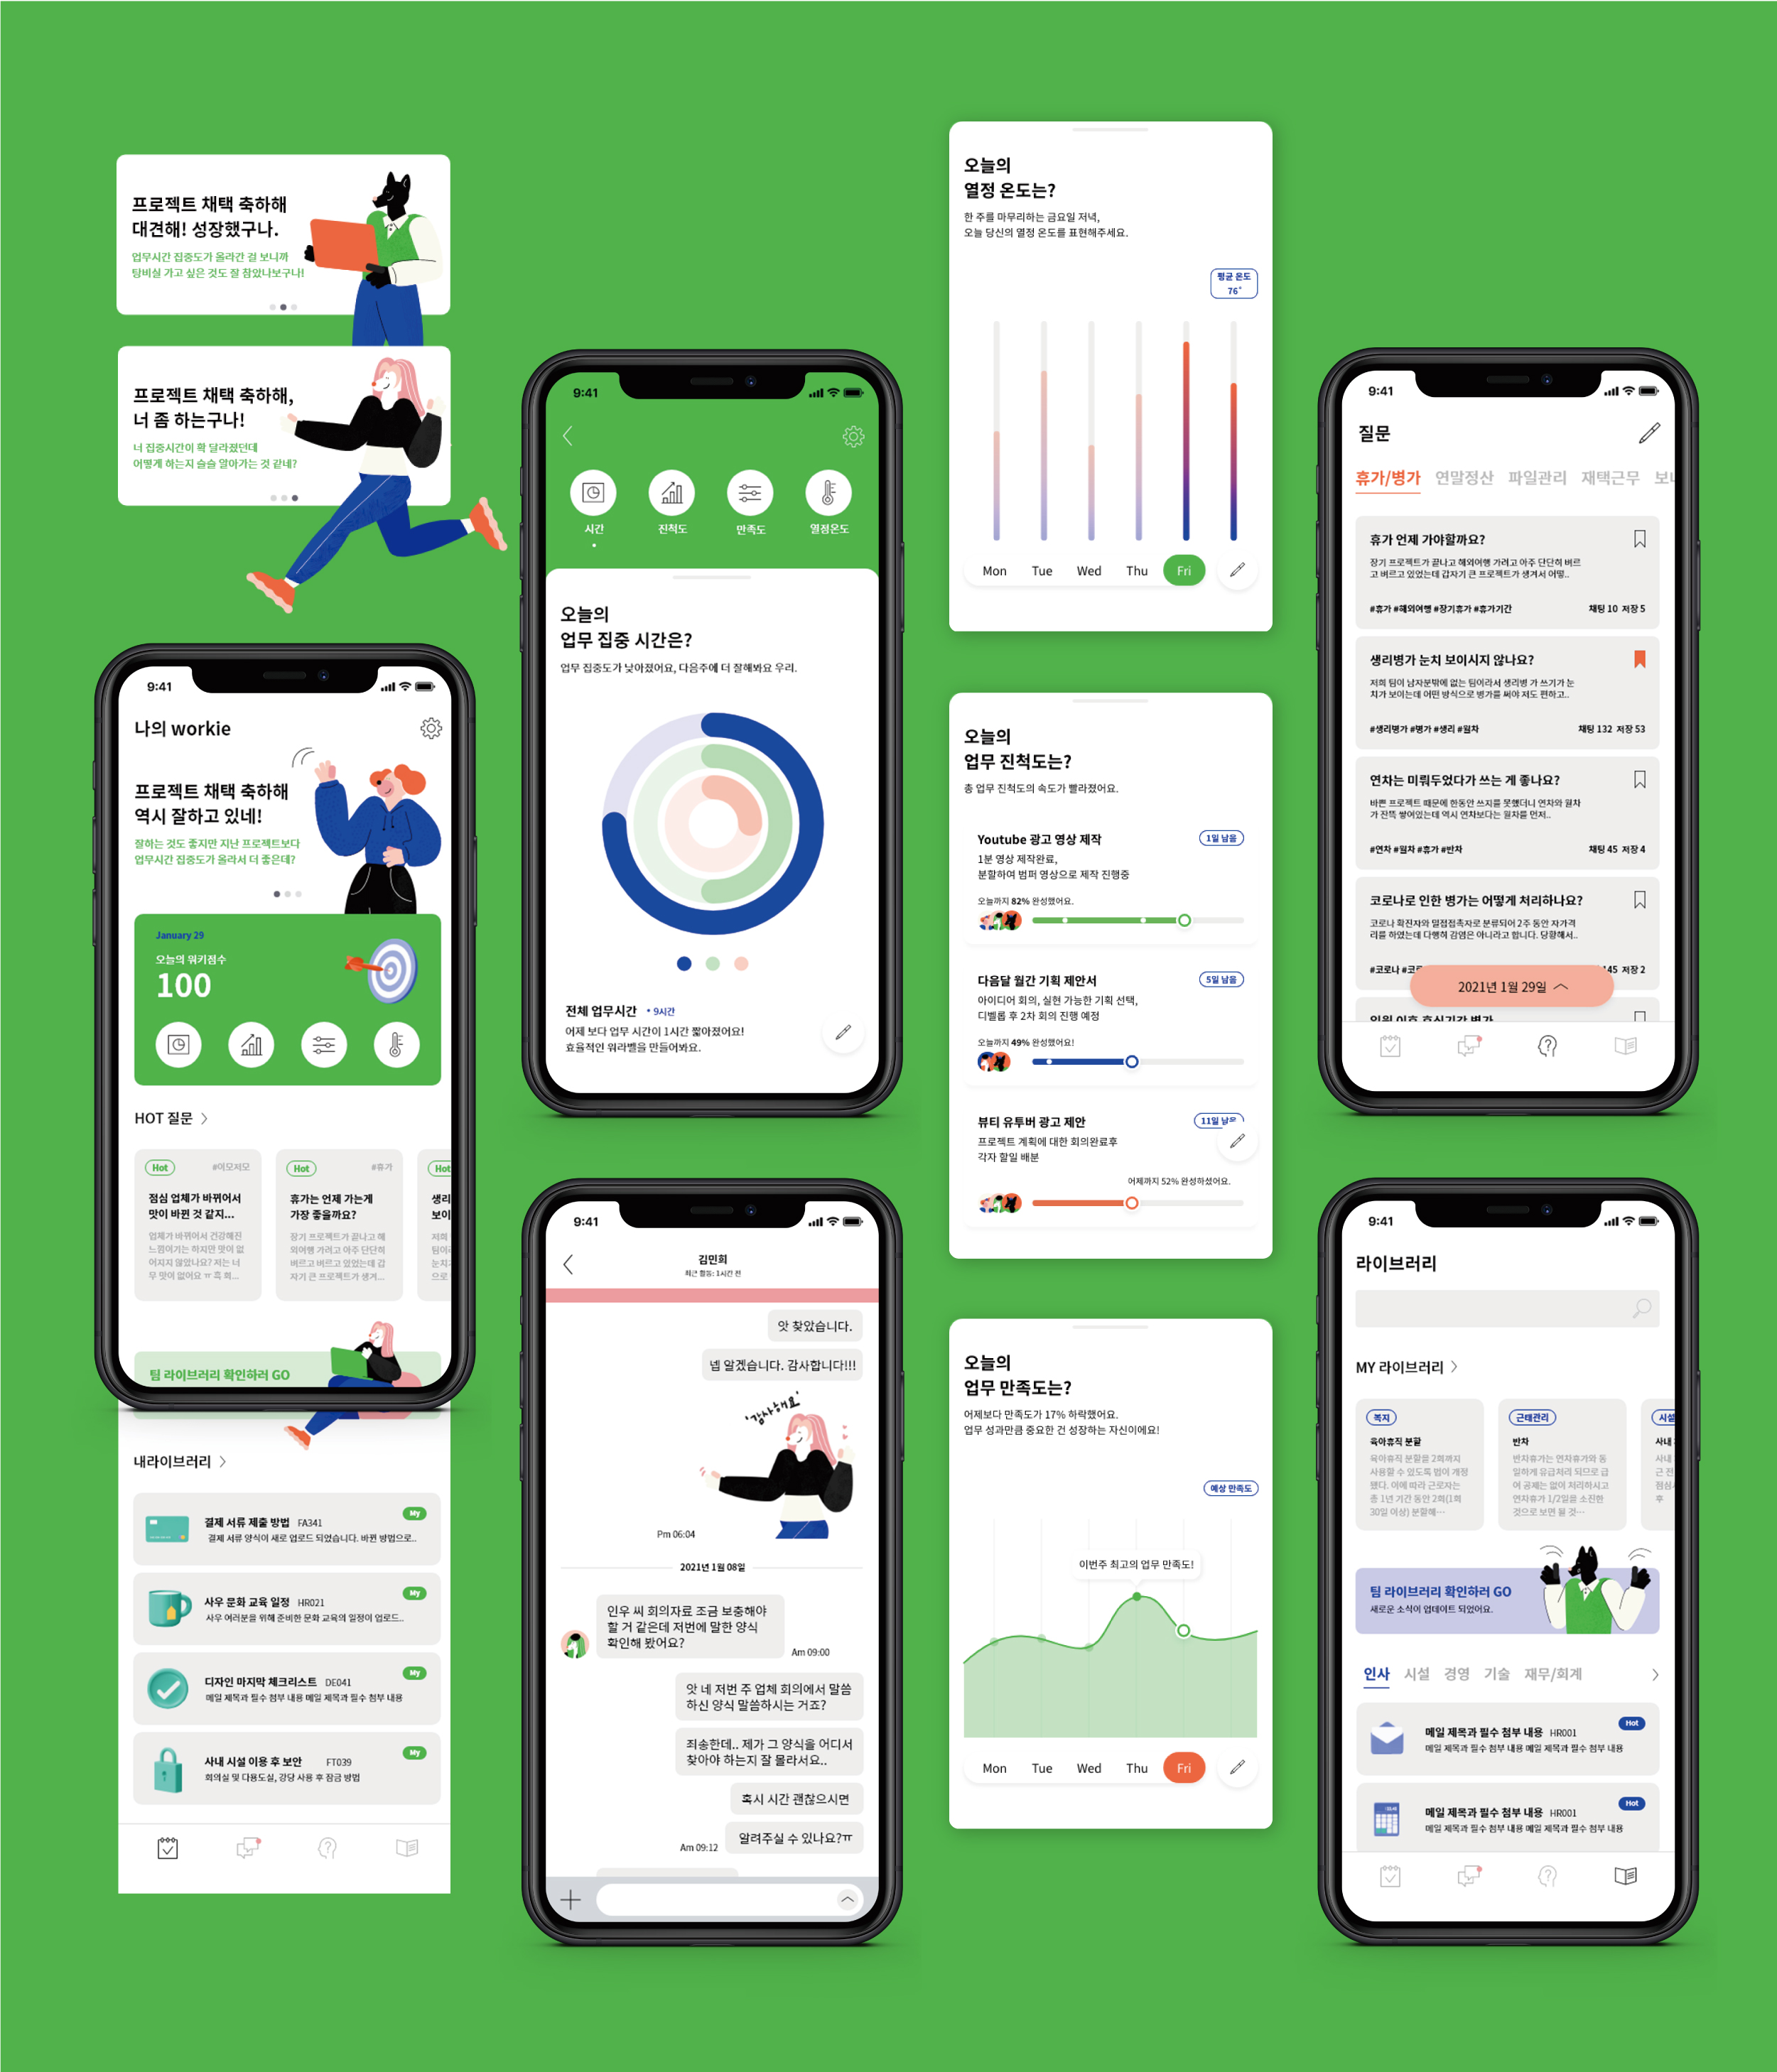 프로젝트 채택 축하해
대견해! 성장했구나.
업무시간 집중도가 올라간 걸 보니까
탕비실 가고 싶은 것도 잘 참았나보구나!
프로젝트 채택 축하해,
너 좀 하는구나!
너 집중시간이 확 달라졌던데
어떻게 하는지 슬슬 알아가는 것 같네?
9:41
나의 workie
프로젝트 채택 축하해
역시 잘하고 있네!
잘하는 것도 좋지만 지난 프로젝트보다
업무시간 집중도가 올라서 더 좋은데?
January 29
오늘의 워키점수
100
HOT 질문
Hot #이모저모
점심 업체가 바뀌어서
맛이 바뀐 것 같지...
업체가 바뀌어서 건강해진
느낌이기는 하지만 맛이 없
어지지 않았나요? 저는 너
무 맛이 없어요 ㅠ 흑 회...
Hot #휴가
휴가는 언제 가는게
가장 좋을까요?
장기 프로젝트가 끝나고 해
외여행 가려고 아주 단단히
벼르고 벼르고 있었는데 갑
자기 큰 프로젝트가 생겨...
Hot
생리
보이
저희
팀이라
눈치가
으로
팀 라이브러리 확인하러 GO
내라이브러리
결제 서류 제출 방법 FA341
My
결제 서류 양식이 새로 업로드 되었습니다. 바뀐 방법으로..
사우 문화 교육 일정 HR021
My
사우 여러분을 위해 준비한 문화 교육의 일정이 업로드..
디자인 마지막 체크리스트 DE041
My
메일 제목과 필수 첨부 내용 메일 제목과 필수 첨부 내용
사내 시설 이용 후 보안 FT039
My
회의실 및 다용도실, 강당 사용 후 잠금 방법
9:41
시간 진척도 만족도 열정온도
오늘의
업무 집중 시간은?
업무 집중도가 낮아졌어요, 다음주에 더 잘해봐요 우리.
전체 업무시간 • 9시간
어제 보다 업무 시간이 1시간 짧아졌어요!
효율적인 워라벨을 만들어봐요.
9:41
김민희
최근 활동: 1시간 전
앗 찾았습니다.
넵 알겠습니다. 감사합니다!!!
'감사해요'
Pm 06:04
2021년 1월 08일
인우 씨 회의자료 조금 보충해야
할 거 같은데 저번에 말한 양식
확인해 봤어요?
Am 09:00
앗 네 저번 주 업체 회의에서 말씀
하신 양식 말씀하시는 거죠?
죄송한데.. 제가 그 양식을 어디서
찾아야 하는지 잘 몰라서요..
혹시 시간 괜찮으시면
알려주실 수 있나요?ㅠ
Am 09:12
오늘의
열정 온도는?
한 주를 마무리하는 금요일 저녁,
오늘 당신의 열정 온도를 표현해주세요.
평균 온도
76˚
Mon Tue Wed Thu Fri
오늘의
업무 진척도는?
총 업무 진척도의 속도가 빨라졌어요.
Youtube 광고 영상 제작
1일 남음
1분 영상 제작완료,
분할하여 범퍼 영상으로 제작 진행중
오늘까지 82% 완성했어요.
다음달 월간 기획 제안서
5일 남음
아이디어 회의, 실현 가능한 기획 선택,
디벨롭 후 2차 회의 진행 예정
오늘까지 49% 완성했어요!
뷰티 유투버 광고 제안
11일 남음
프로젝트 계획에 대한 회의완료후
각자 할일 배분
어제까지 52% 완성하셨어요.
오늘의
업무 만족도는?
어제보다 만족도가 17% 하락했어요.
업무 성과만큼 중요한 건 성장하는 자신이에요!
예상 만족도
이번주 최고의 업무 만족도!
Mon Tue Wed Thu Fri
9:41
질문
휴가/병가 연말정산 파일관리 재택근무 보니
휴가 언제 가야할까요?
장기 프로젝트가 끝나고 해외여행 가려고 아주 단단히 벼르
고 벼르고 있었는데 갑자기 큰 프로젝트가 생겨서 어떻..
#휴가 #해외여행 #장기휴가 #휴가기간
채팅 10 저장 5
생리병가 눈치 보이시지 않나요?
저희 팀이 남자분밖에 없는 팀이라서 생리병 가 쓰기가 눈
치가 보이는데 어떤 방식으로 병가를 써야 저도 편하고..
#생리병가 #병가 #생리 #월차
채팅 132 저장 53
연차는 미뤄두었다가 쓰는 게 좋나요?
바쁜 프로젝트 때문에 한동안 쓰지를 못했더니 연차와 월차
가 잔뜩 쌓여있는데 역시 연차보다는 월차를 먼저..
#연차 #월차 #휴가 #반차
채팅 45 저장 4
코로나로 인한 병가는 어떻게 처리하나요?
코로나 확진자와 밀접접촉자로 분류되어 2주 동안 자가격
리를 하였는데 다행히 감염은 아니라고 합니다. 당황해서..
#코로나 #코로
145 저장 2
2021년 1월 29일
9:41
라이브러리
MY 라이브러리
복지
육아휴직 분할
육아휴직 분할을 2회까지
사용할 수 있도록 법이 개정
됐다. 이에 따라 근로자는
총 1년 기간 동안 2회(1회
30일 이상) 분할해…
근태관리
반차
반차휴가는 연차휴가와 동
일하게 유급처리 되므로 급
여 공제는 없이 처리하시고
연차휴가 1/2일을 소진한
것으로 보면 될 것…
시설
사내
사내
근 전
점심시
후
팀 라이브러리 확인하러 GO
새로운 소식이 업데이트 되었어요.
인사 시설 경영 기술 재무/회계
메일 제목과 필수 첨부 내용 HR001
Hot
메일 제목과 필수 첨부 내용 메일 제목과 필수 첨부 내용
메일 제목과 필수 첨부 내용 HR001
Hot
메일 제목과 필수 첨부 내용 메일 제목과 필수 첨부 내용